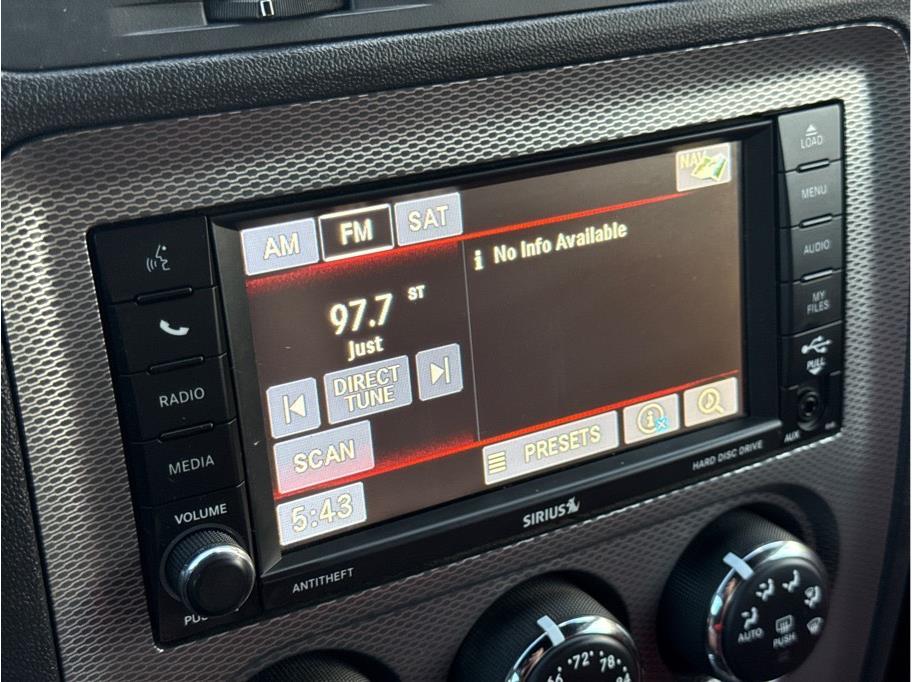 NAV
LOAD
MENU
AUDIO
MY
FILES
PULL
AUX
AM
FM
SAT
No Info Available
97.7 ST
Just
DIRECT
TUNE
SCAN
PRESETS
5:43
RADIO
MEDIA
VOLUME
ANTITHEFT
SIRIUS
HARD DISC DRIVE
72 78
AUTO
PUSH